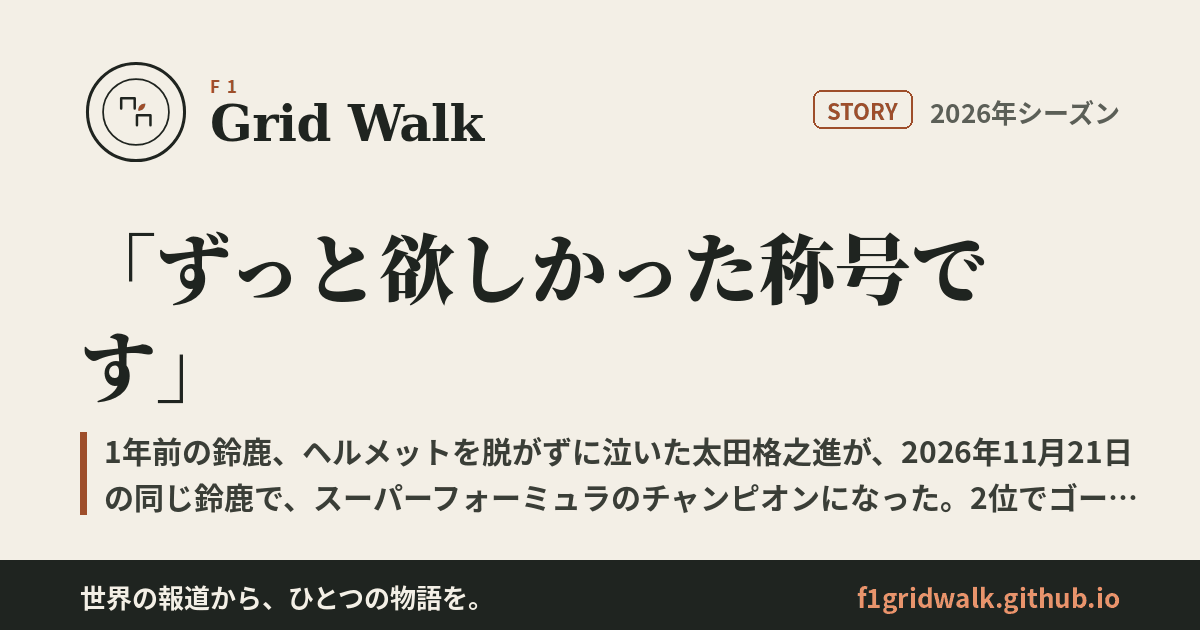 F1
Grid Walk
STORY 2026年シーズン
「ずっと欲しかった称号で
す」
1年前の鈴鹿、ヘルメットを脱がずに泣いた太田格之進が、2026年11月21日
の同じ鈴鹿で、スーパーフォーミュラのチャンピオンになった。2位でゴー…
世界の報道から、ひとつの物語を。
f1gridwalk.github.io